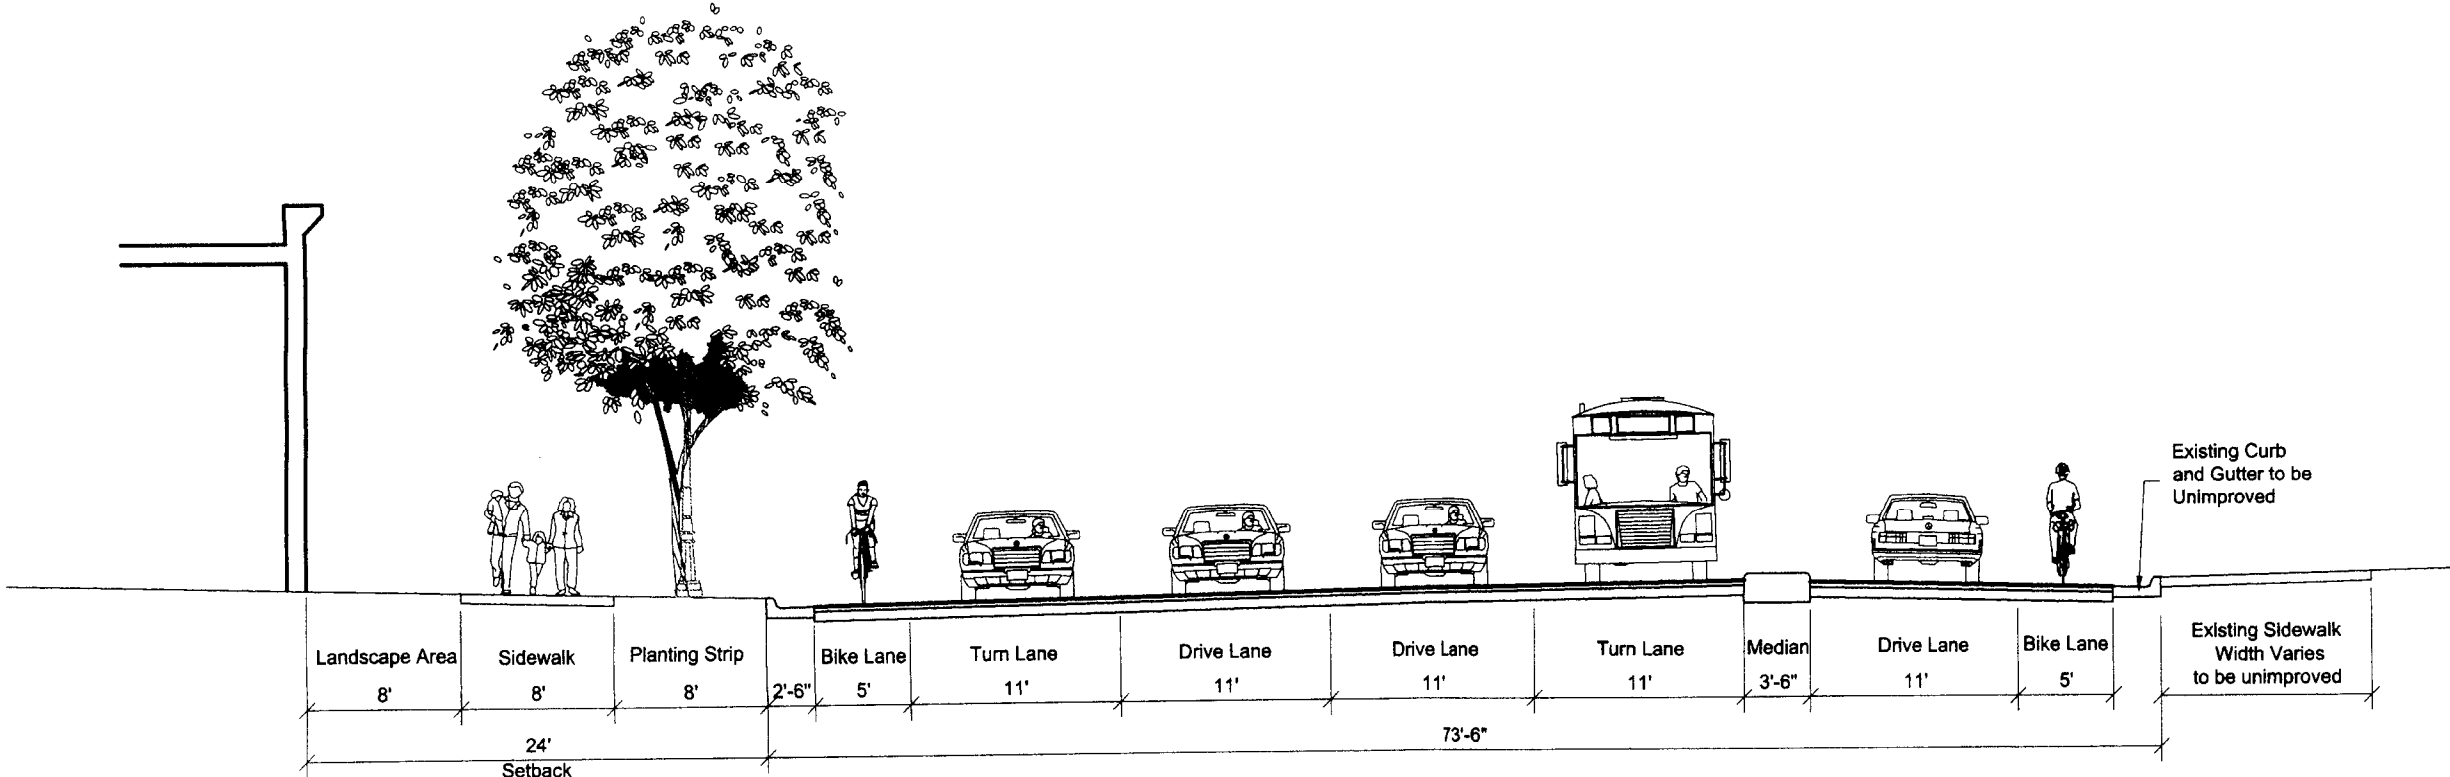 Existing Curb
and Gutter to be
Unimproved
Landscape Area
8'
Sidewalk
8'
Planting Strip
8'
2'-6"
Bike Lane
5'
Turn Lane
11'
Drive Lane
11'
Drive Lane
11'
Turn Lane
11'
Median
3'-6"
Drive Lane
11'
Bike Lane
5'
Existing Sidewalk
Width Varies
to be unimproved
24'
Setback
73'-6"